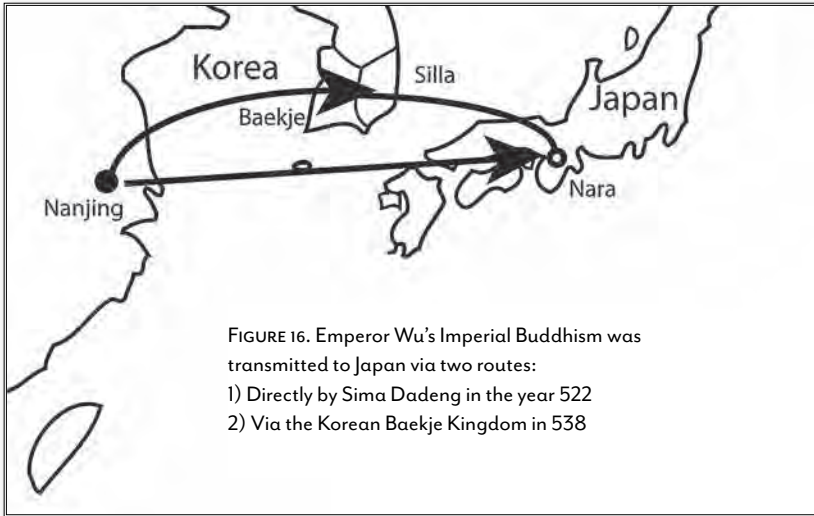 Korea
Silla
Japan
Baekje
Nara
Nanjing
FIGURE 16. Emperor Wu’s Imperial Buddhism was
transmitted to Japan via two routes:
1) Directly by Sima Dadeng in the year 522
2) Via the Korean Baekje Kingdom in 538